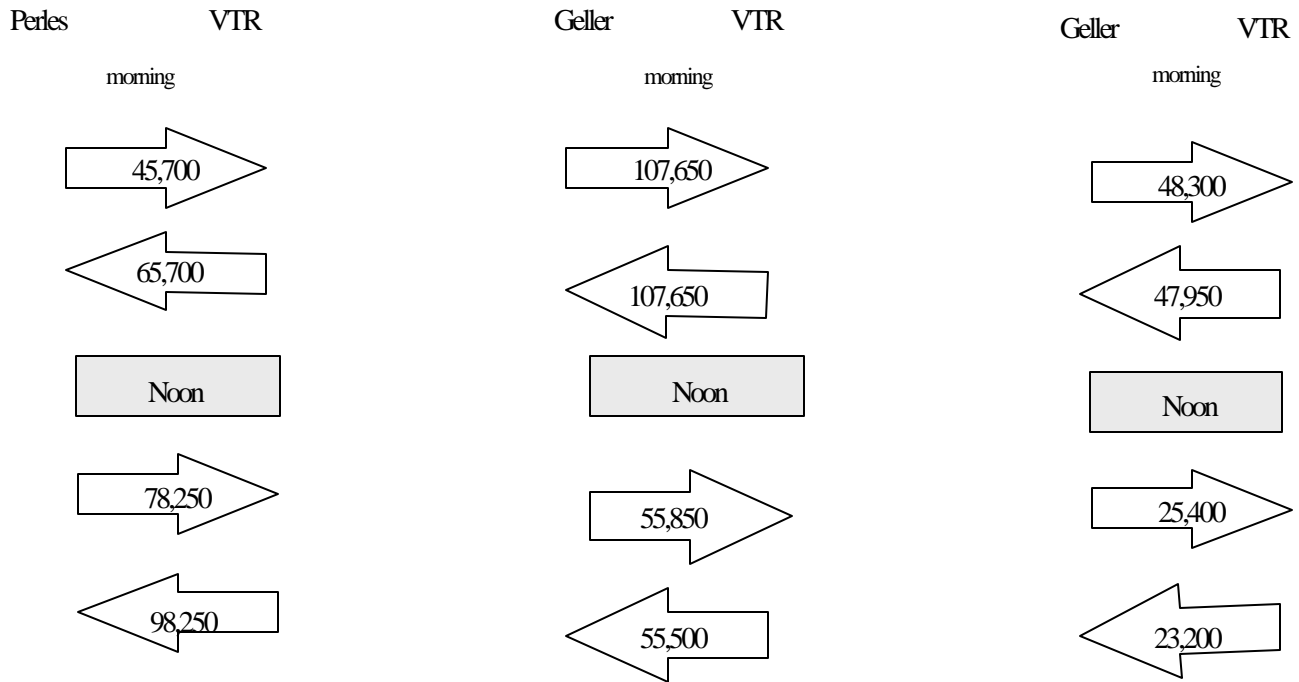 Perles VTR
morning
45,700
65,700
Noon
78,250
98,250
Geller VTR
morning
107,650
107,650
Noon
55,850
55,500
Geller VTR
morning
48,300
47,950
Noon
25,400
23,200